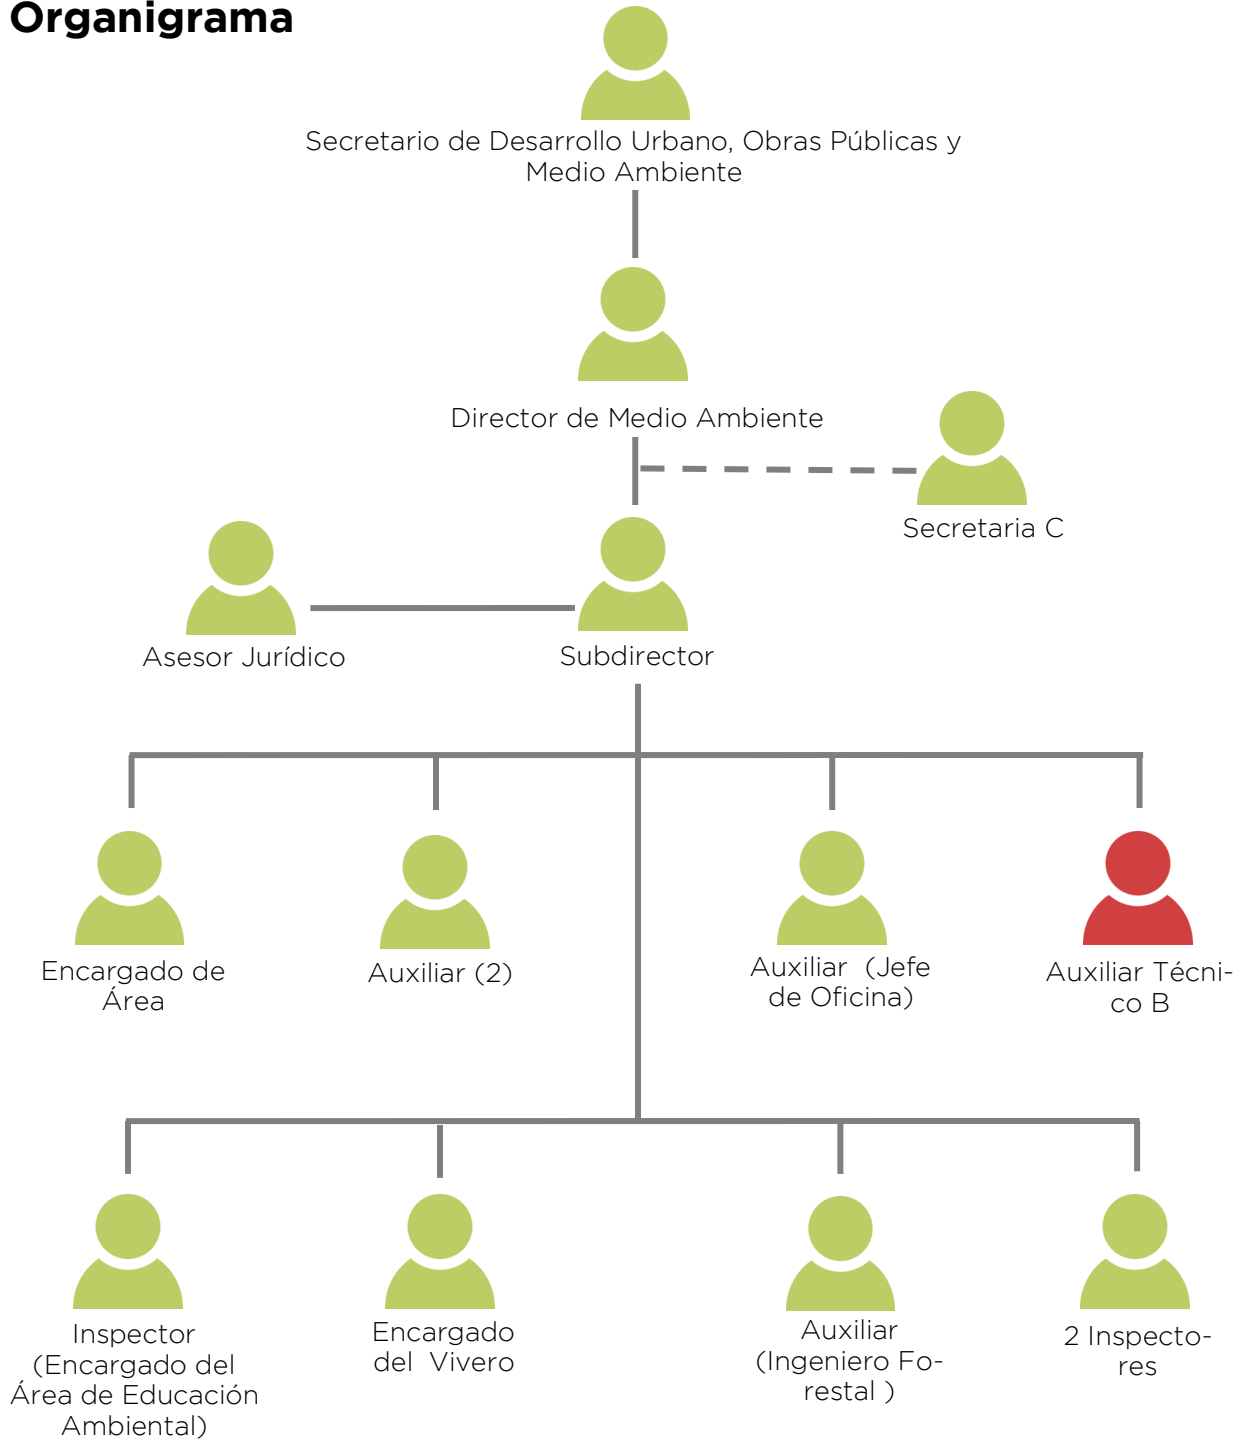 Organigrama
Secretario de Desarrollo Urbano, Obras Públicas y
Medio Ambiente
Director de Medio Ambiente
Secretaria C
Asesor Jurídico
Subdirector
Encargado de
Área
Auxiliar (2)
Auxiliar (Jefe
de Oficina)
Auxiliar Técni-
co B
Inspector
(Encargado del
Área de Educación
Ambiental)
Encargado
del Vivero
Auxiliar
(Ingeniero Fo-
restal )
2 Inspecto-
res